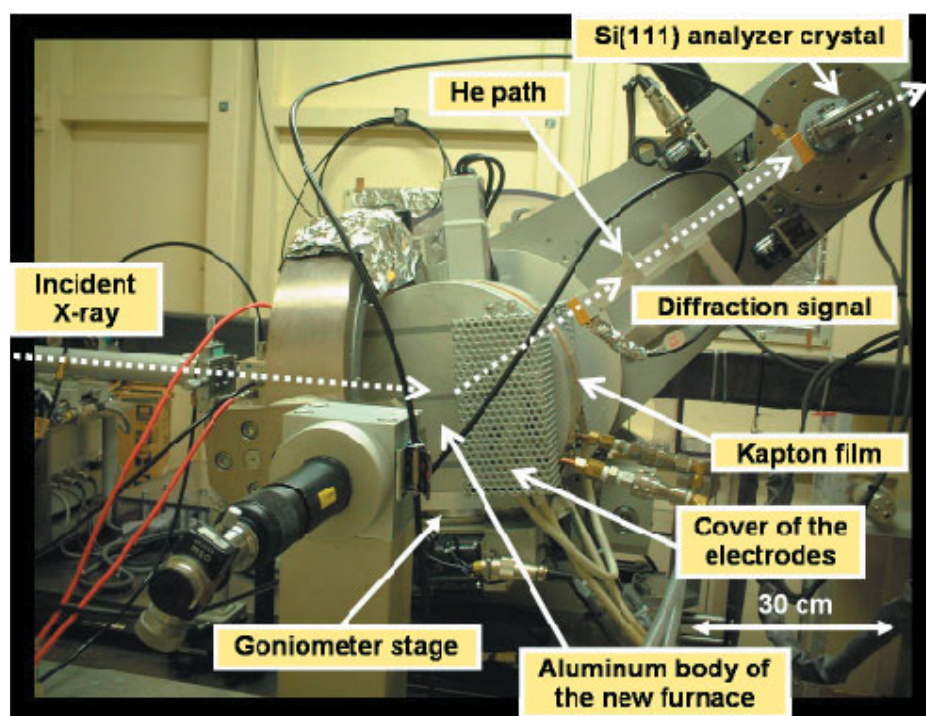 Si(111) analyzer crystal
He path
Incident
X-ray
Diffraction signal
Kapton film
Cover of the
electrodes
30 cm
Goniometer stage
Aluminum body of
the new furnace